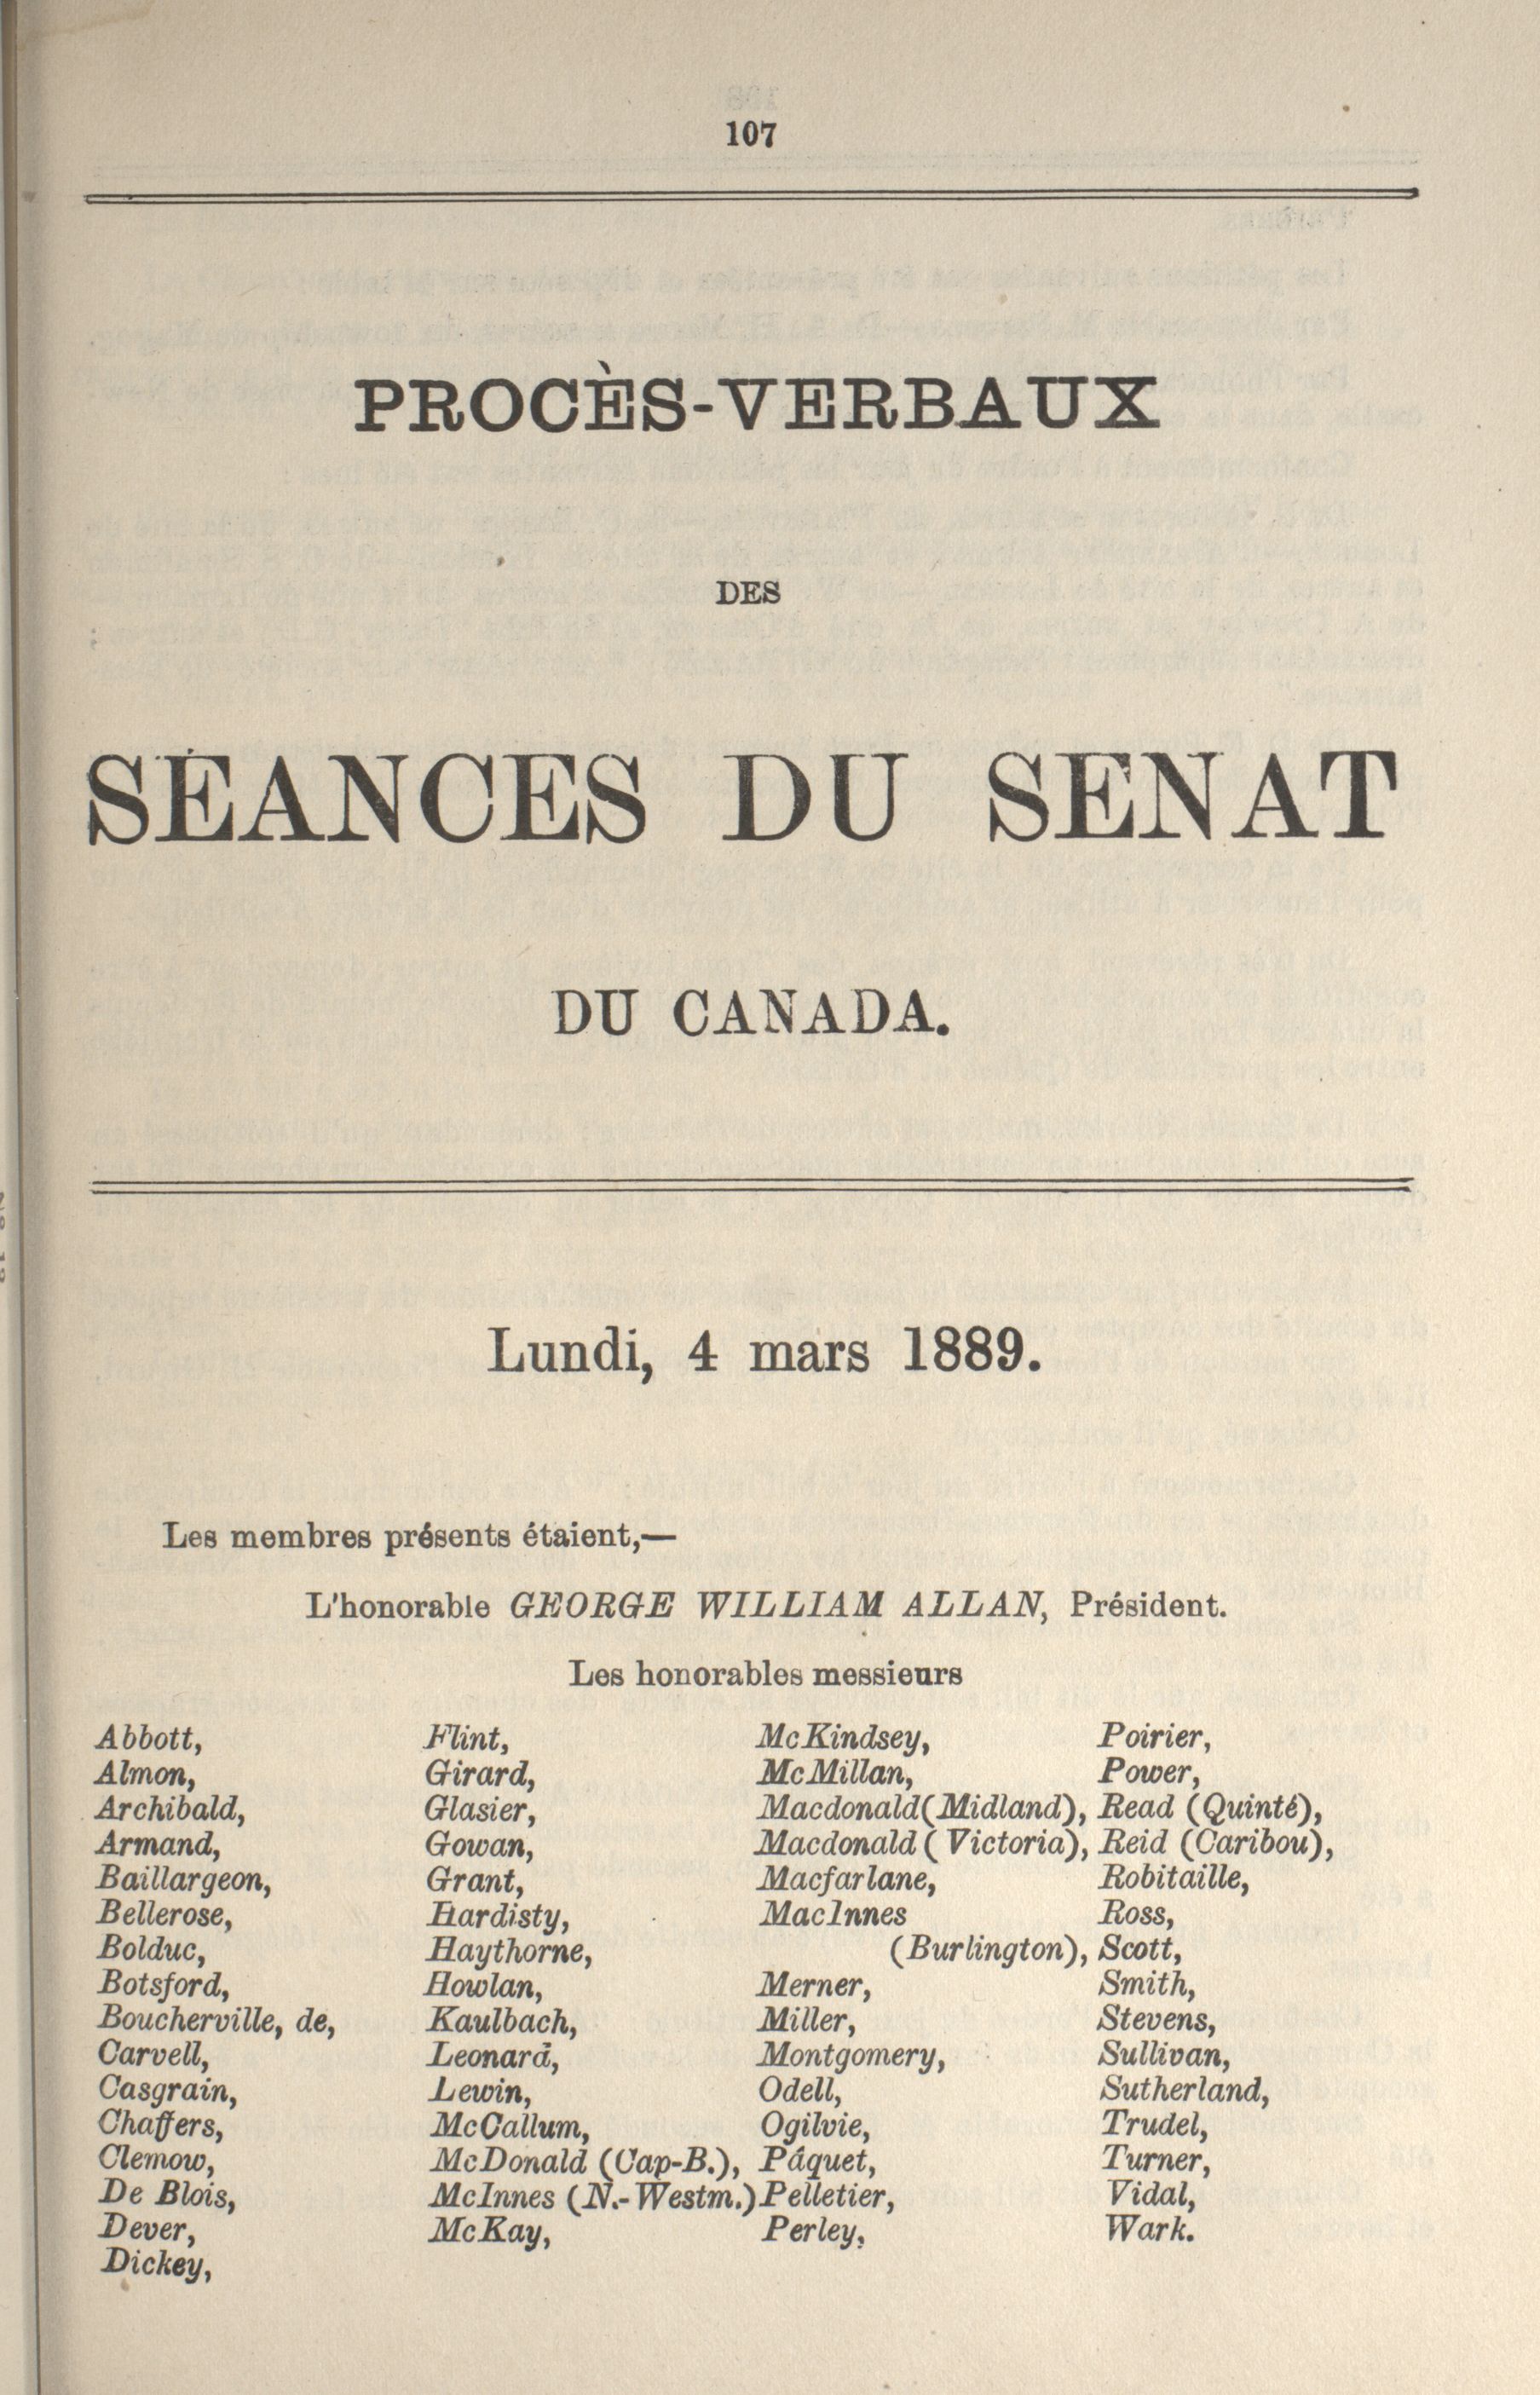 107
PROCÈS-VERBAUX
DES
SÉANCES DU SENAT
DU CANADA.
Lundi, 4 mars 1889.
Les membres présents étaient,—
L'honorable GEORGE WILLIAM ALLAN, Président.
Les honorables messieurs
Abbott,
Almon,
Archibald,
Armand,
Baillargeon,
Bellerose,
Bolduc,
Botsford,
Boucherville, de,
Carvell,
Casgrain,
Chaffers,
Clemow,
De Blois,
Dever,
Dickey,
Flint,
Girard,
Glasier,
Gowan,
Grant,
Hardisty,
Haythorne,
Howlan,
Kaulbach,
Leonard,
Lewin,
McCallum,
McDonald (Cap-B.),
McInnes (N.-Westm.)
McKay,
McKindsey,
McMillan,
Macdonald (Midland),
Macdonald (Victoria),
Macfarlane,
MacInnes
(Burlington),
Merner,
Miller,
Montgomery,
Odell,
Ogilvie,
Pâquet,
Pelletier,
Perley,
Poirier,
Power,
Read (Quinté),
Reid (Caribou),
Robitaille,
Ross,
Scott,
Smith,
Stevens,
Sullivan,
Sutherland,
Trudel,
Turner,
Vidal,
Wark.